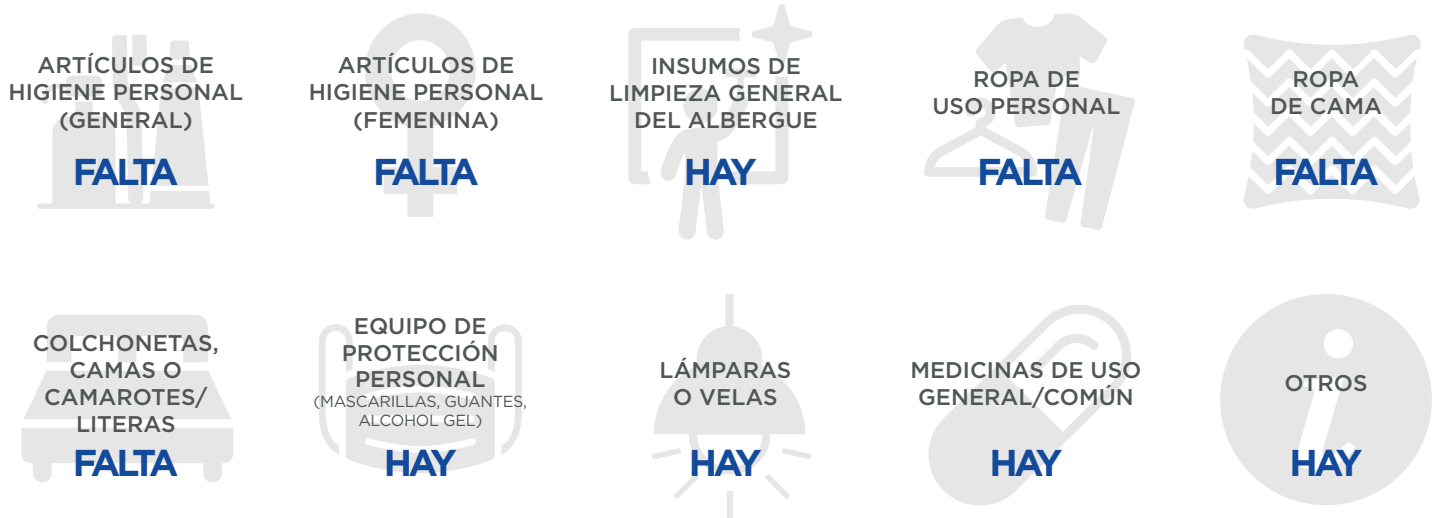 ARTÍCULOS DE
HIGIENE PERSONAL
(GENERAL)
FALTA
ARTÍCULOS DE
HIGIENE PERSONAL
(FEMENINA)
FALTA
INSUMOS DE
LIMPIEZA GENERAL
DEL ALBERGUE
HAY
ROPA DE
USO PERSONAL
FALTA
ROPA
DE CAMA
FALTA
COLCHONETAS,
CAMAS O
CAMAROTES/
LITERAS
FALTA
EQUIPO DE
PROTECCIÓN
PERSONAL
(MASCARILLAS, GUANTES,
ALCOHOL GEL)
HAY
LÁMPARAS
O VELAS
HAY
MEDICINAS DE USO
GENERAL/COMÚN
HAY
OTROS
HAY